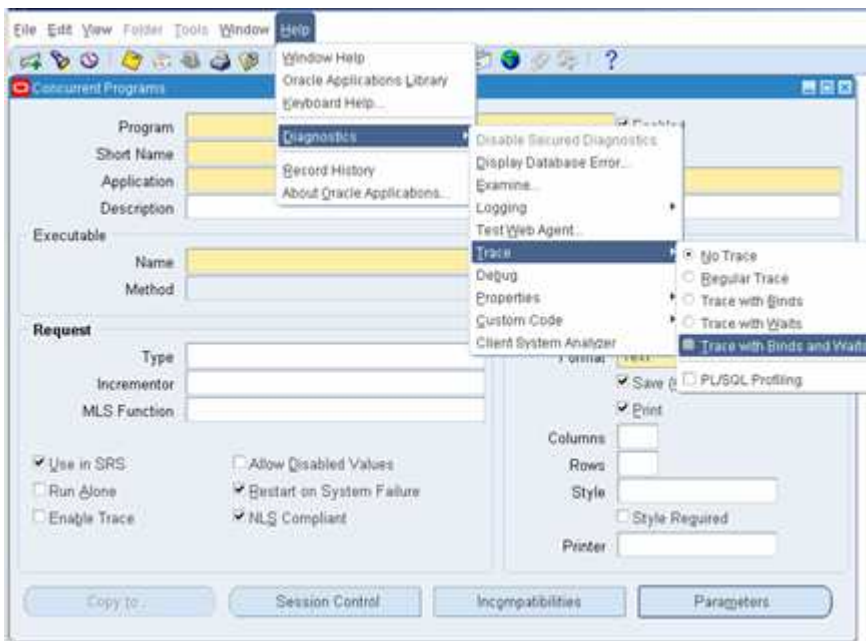 File Edit View Folder Tools Window Help
Window Help
Oracle Applications Library
Keyboard Help...
Diagnostics
Record History
About Oracle Applications...
Disable Secured Diagnostics
Display Database Error...
Examine...
Logging
Test Web Agent...
Trace
Debug
Properties
Custom Code
Client System Analyzer
No Trace
Regular Trace
Trace with Binds
Trace with Waits
Trace with Binds and Waits
PL/SQL Profiling
Concurrent Programs
Program
Enabled
Short Name
Application
Description
Executable
Name
Method
Request
Type
Incrementor
MLS Function
Use in SRS
Allow Disabled Values
Run Alone
Restart on System Failure
Enable Trace
NLS Compliant
Format Text
Save
Print
Columns
Rows
Style
Style Required
Printer
Copy to...
Session Control
Incompatibilities
Parameters